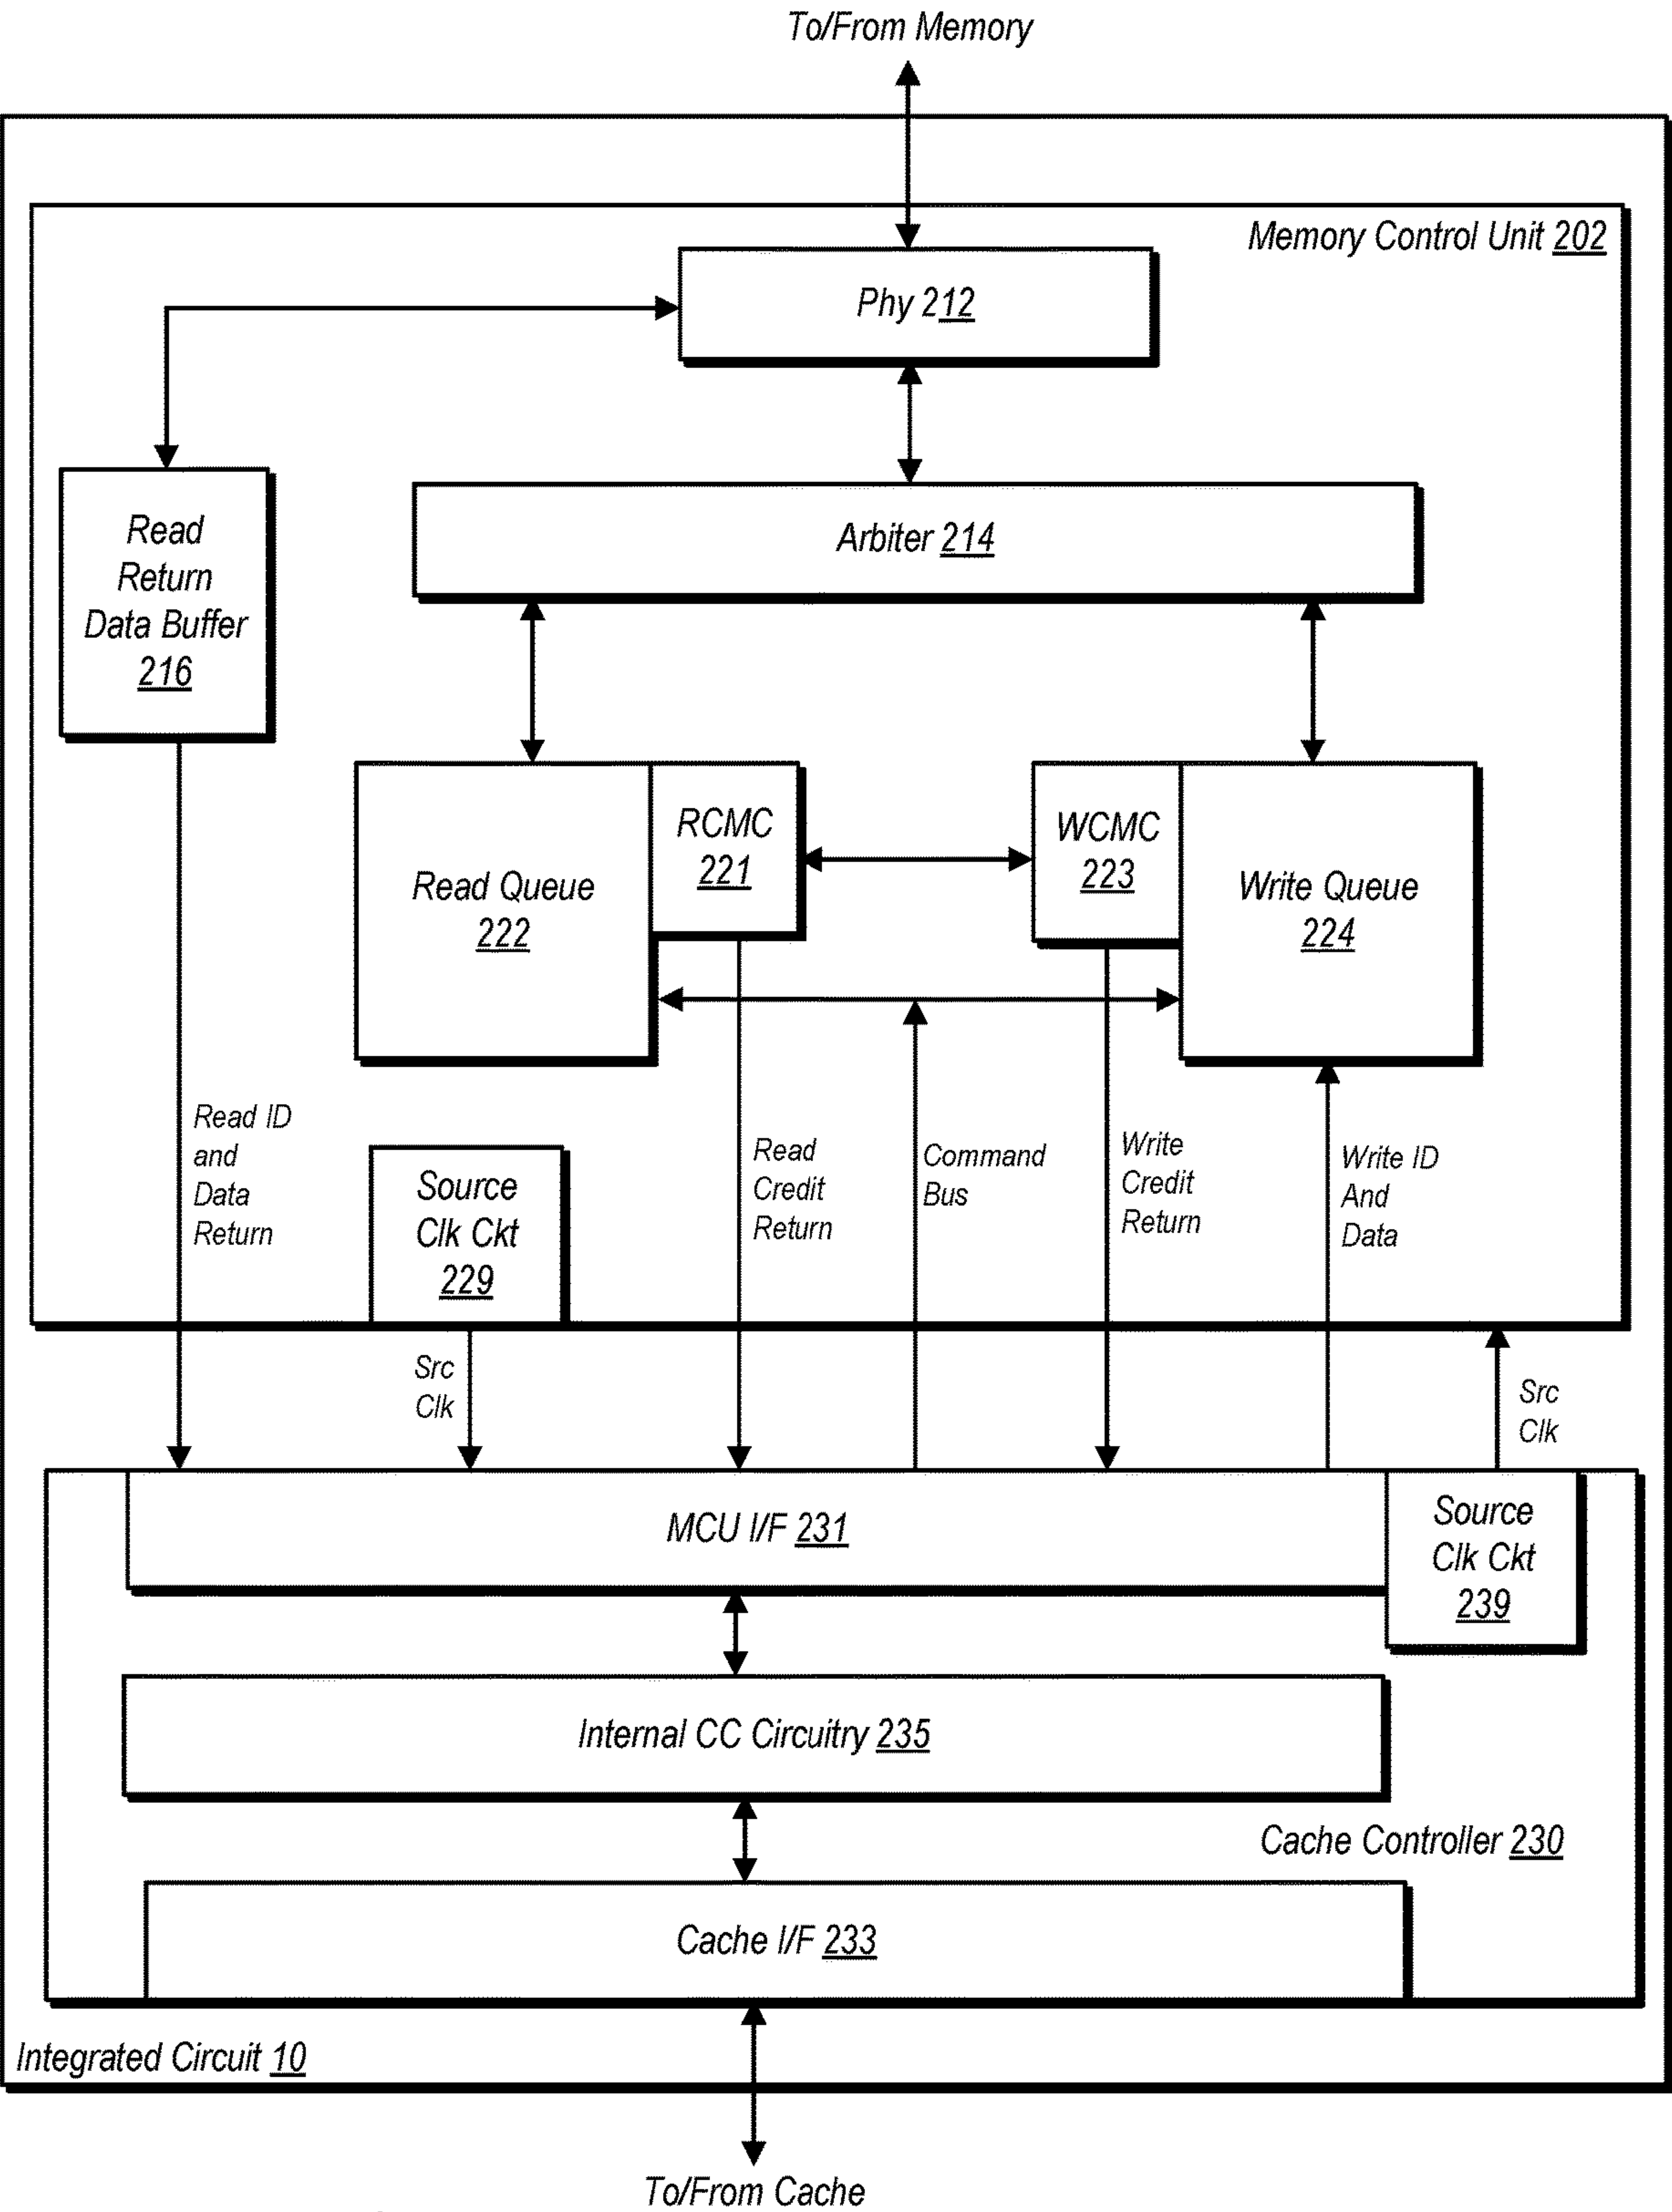 To/From Memory
Memory Control Unit 202
Phy 212
Arbiter 214
Read
Return
Data Buffer
216
Read Queue
222
RCMC
221
WCMC
223
Write Queue
224
Read ID
and
Data
Return
Source
Clk Ckt
229
Read
Credit
Return
Command
Bus
Write
Credit
Return
Write ID
And
Data
Src
Clk
Src
Clk
MCU I/F 231
Source
Clk Ckt
239
Internal CC Circuitry 235
Cache Controller 230
Cache I/F 233
Integrated Circuit 10
To/From Cache